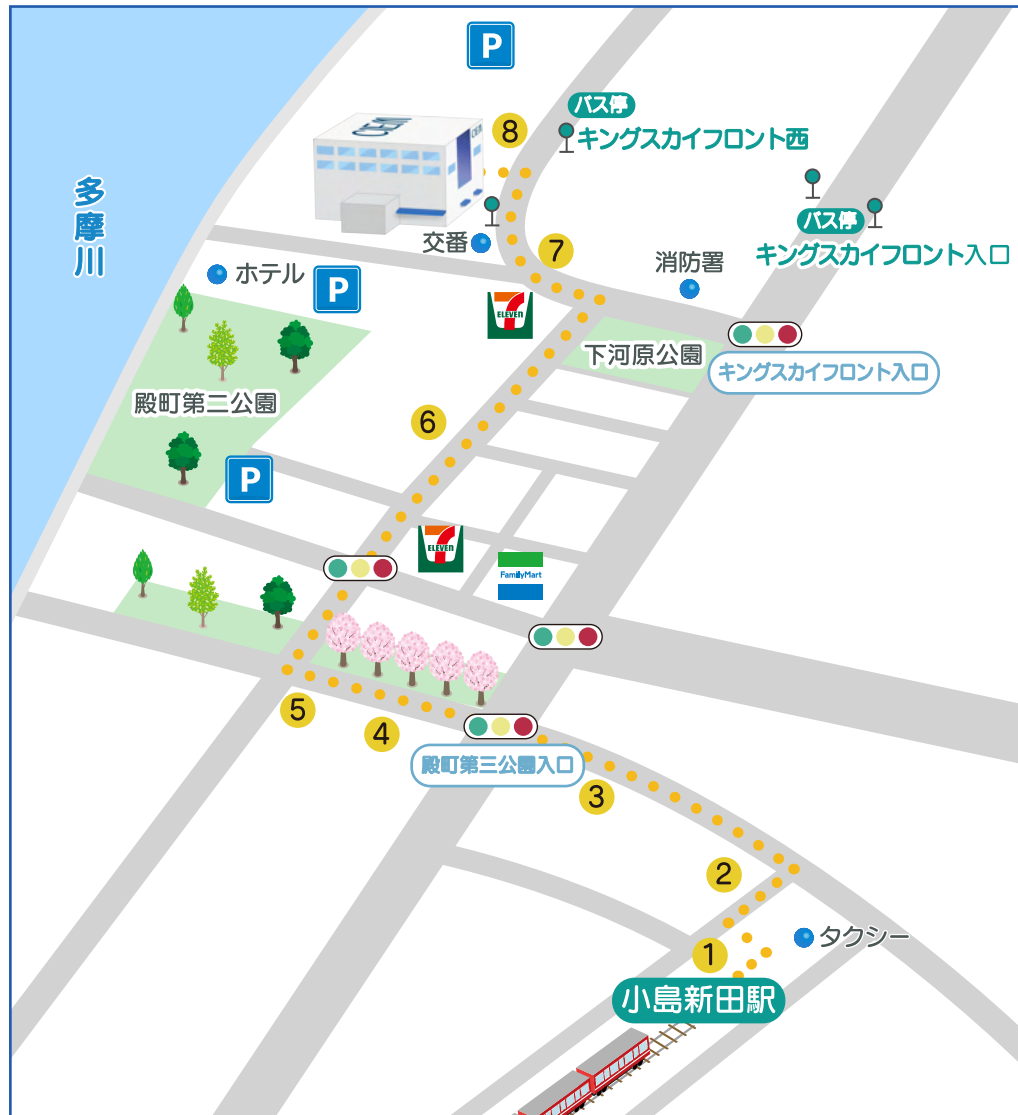 P
バス停
キングスカイフロント西
8
CIEM
多摩川
バス停
キングスカイフロント入口
交番
7
消防署
ホテル
P
ELEVEN
下河原公園
キングスカイフロント入口
殿町第二公園
6
P
ELEVEN
FamilyMart
5
4
殿町第三公園入口
3
2
1
タクシー
小島新田駅